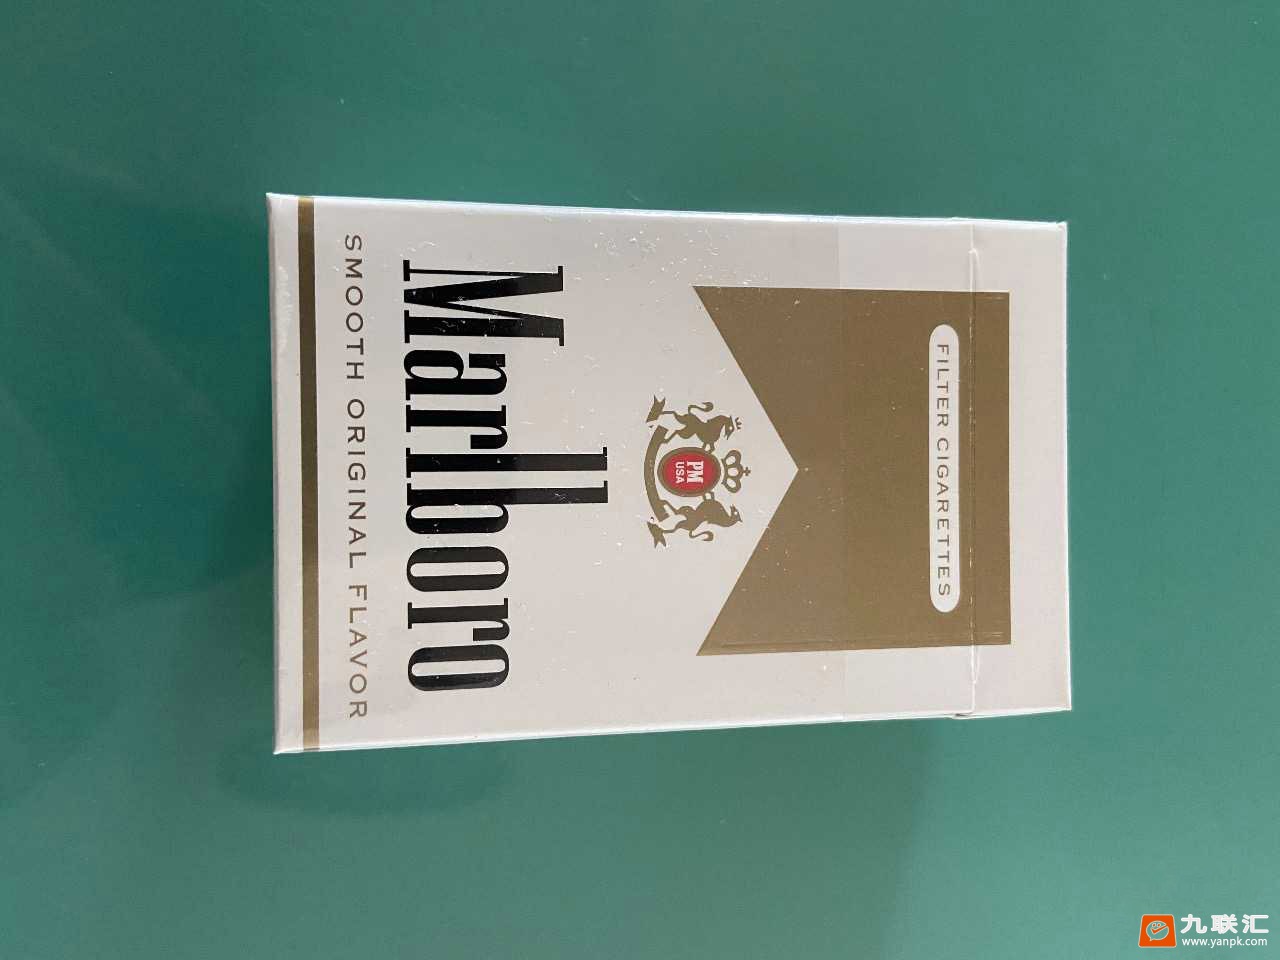 FILTER CIGARETTES
PM
USA
Marlboro
SMOOTH ORIGINAL FLAVOR
九联汇
www.yanpk.com